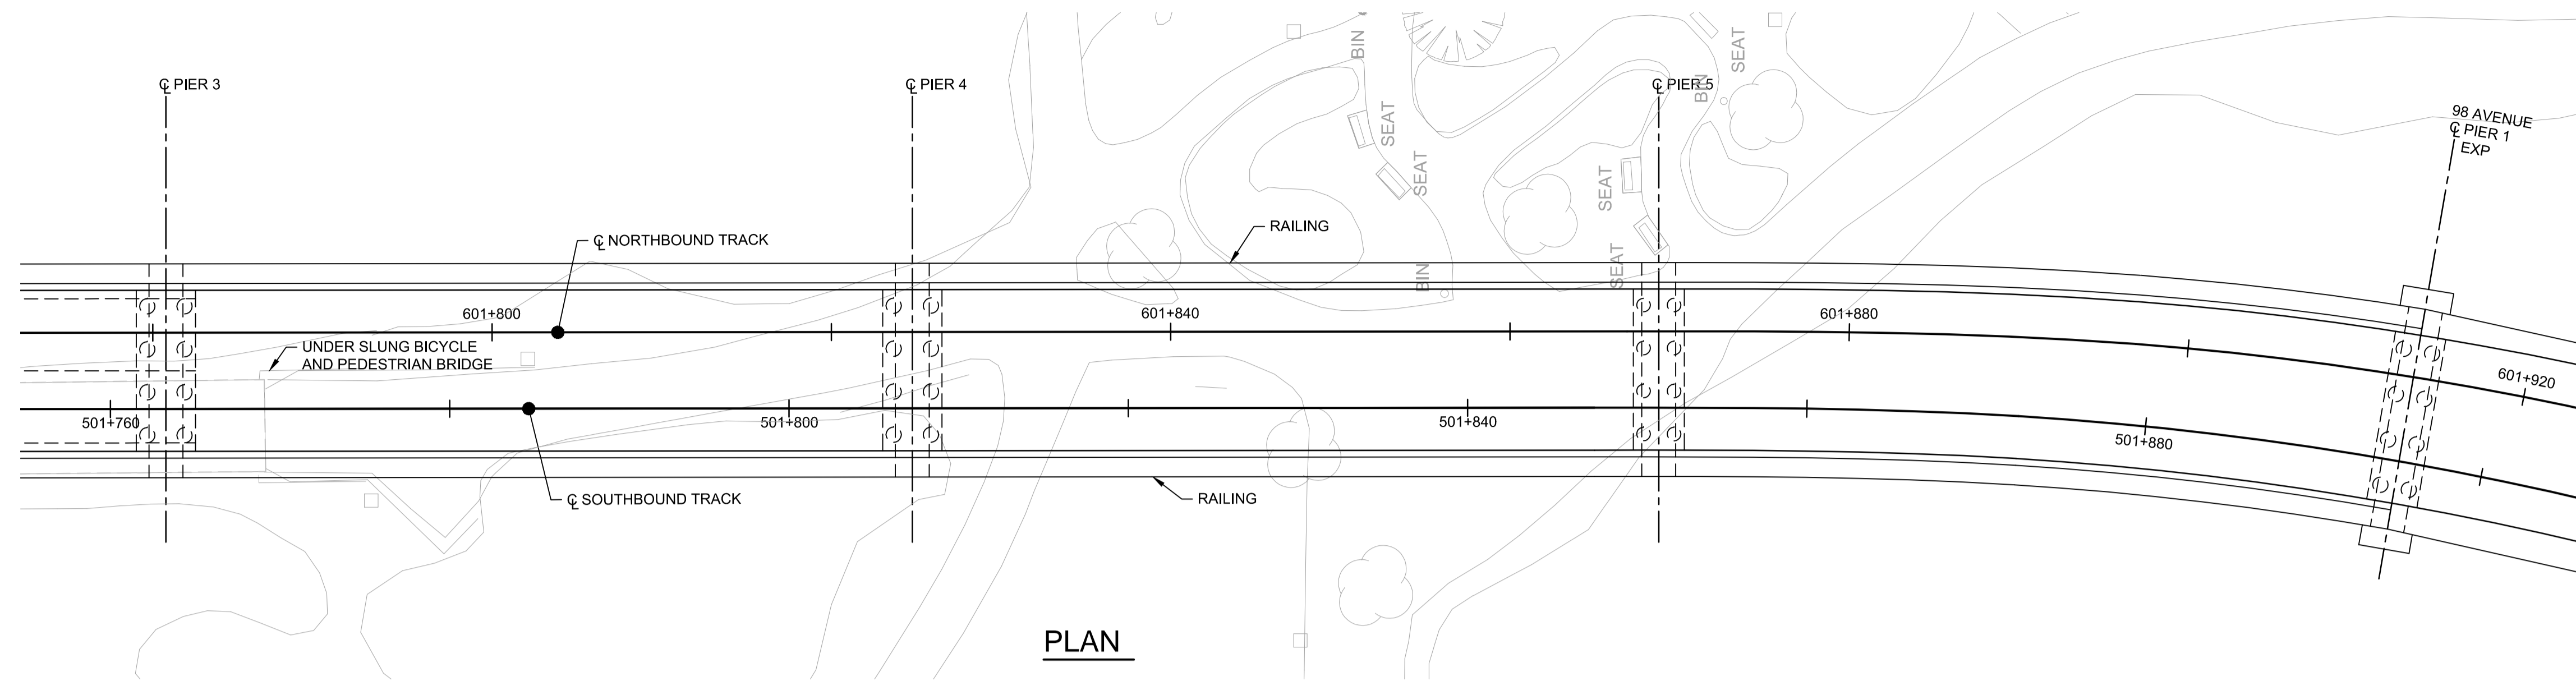 BIN
SEAT
℄ PIER 3
℄ PIER 4
℄ PIER 5
BIN
98 AVENUE
℄ PIER 1
EXP
SEAT
SEAT
SEAT
SEAT
BIN
RAILING
℄ NORTHBOUND TRACK
601+800
601+840
601+880
UNDER SLUNG BICYCLE
AND PEDESTRIAN BRIDGE
601+920
501+760
501+800
501+840
501+880
℄ SOUTHBOUND TRACK
RAILING
PLAN